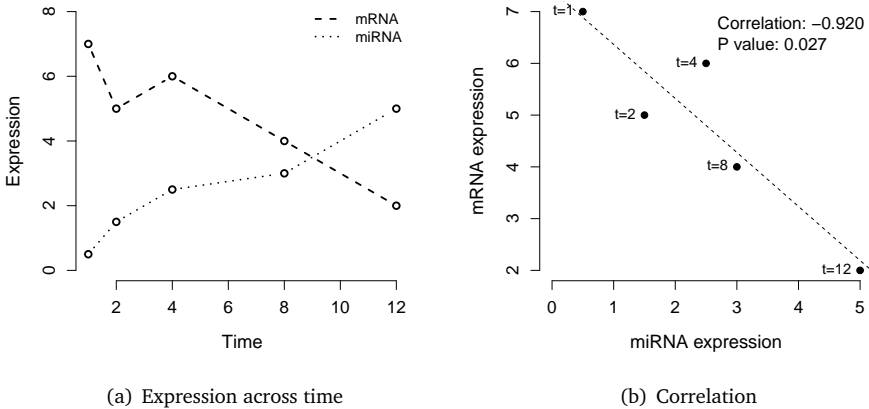 mRNA
miRNA
Expression
8
6
4
2
0
2
4
6
8
10
12
Time
(a) Expression across time
Correlation: −0.920
P value: 0.027
mRNA expression
7
6
5
4
3
2
t=1
t=4
t=2
t=8
t=12
0
1
2
3
4
5
miRNA expression
(b) Correlation